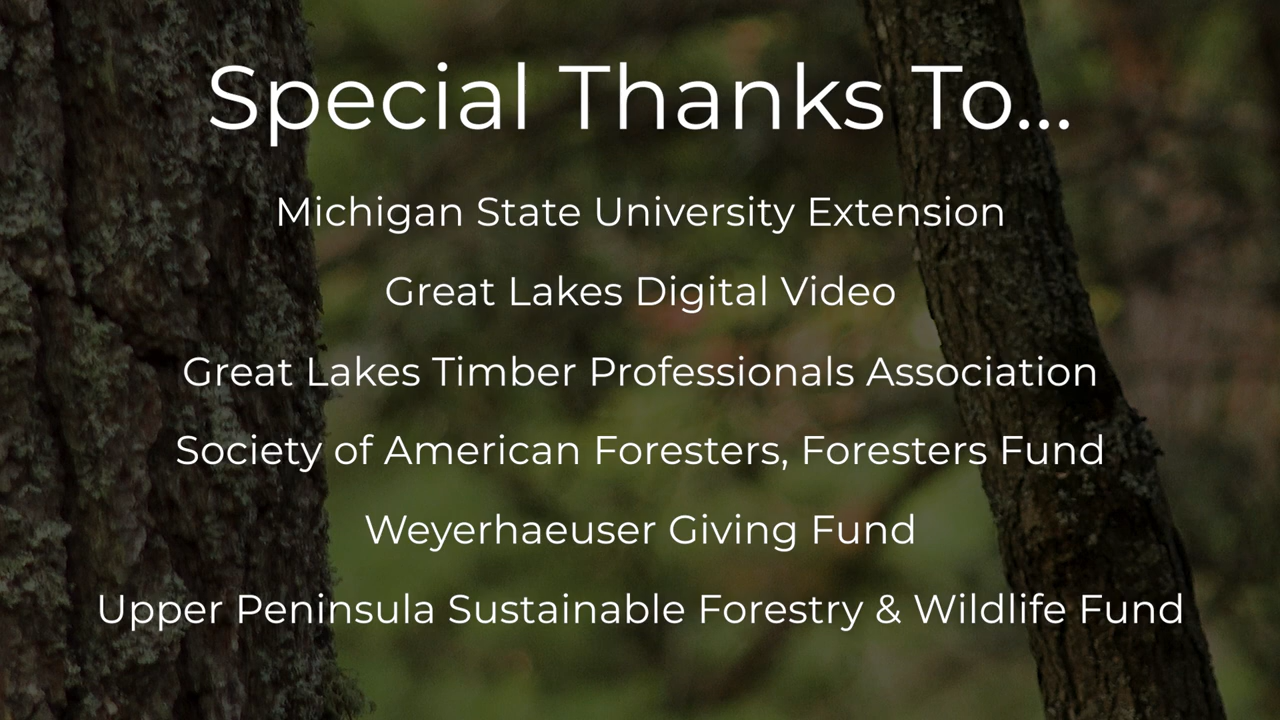 Special Thanks To...
Michigan State University Extension
Great Lakes Digital Video
Great Lakes Timber Professionals Association
Society of American Foresters, Foresters Fund
Weyerhaeuser Giving Fund
Upper Peninsula Sustainable Forestry & Wildlife Fund